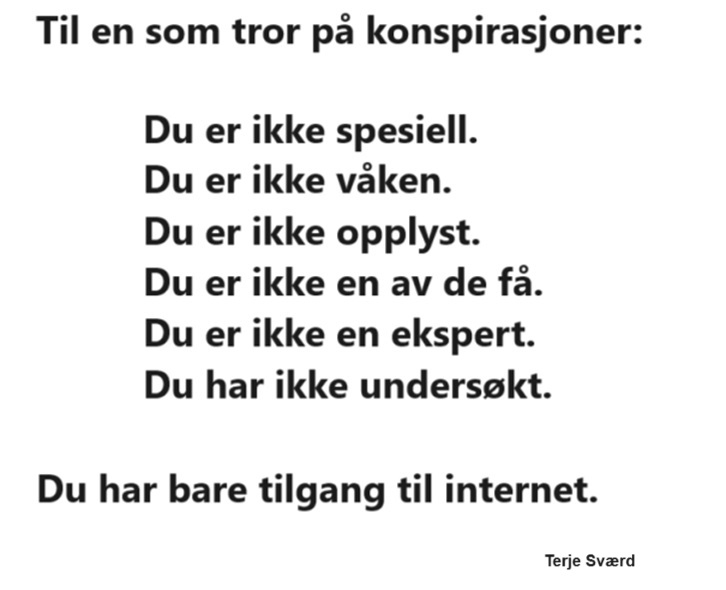 Til en som tror på konspirasjoner:
Du er ikke spesiell.
Du er ikke våken.
Du er ikke opplyst.
Du er ikke en av de få.
Du er ikke en ekspert.
Du har ikke undersøkt.
Du har bare tilgang til internet.
Terje Sværd